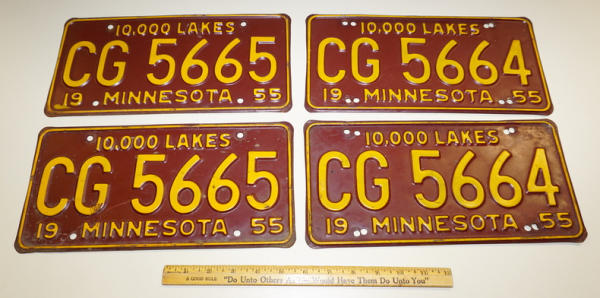 10,000 LAKES
CG 5665
19 MINNESOTA 55
10,000 LAKES
CG 5664
19 MINNESOTA 55
10,000 LAKES
CG 5665
19 MINNESOTA 55
10,000 LAKES
CG 5664
19 MINNESOTA 55
A GOOD RULE "Do Unto Others As You Would Have Them Do Unto You"